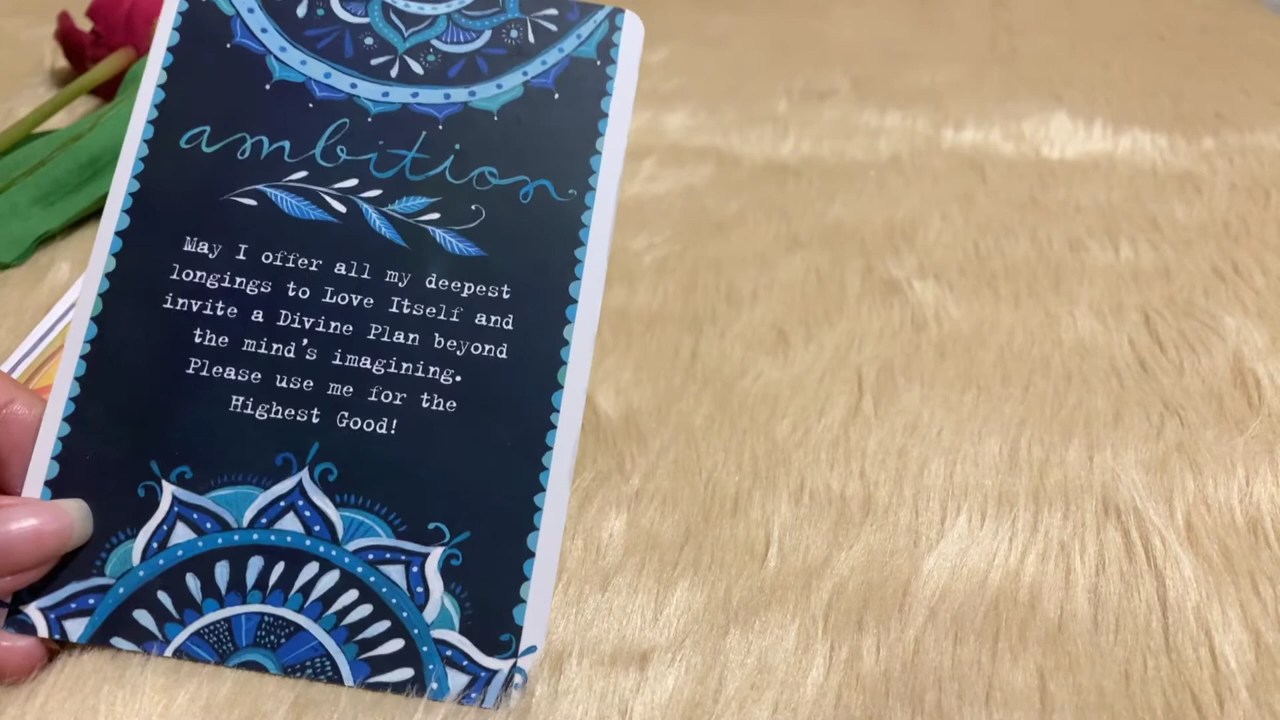 ambition
May I offer all my deepest
longings to Love Itself and
invite a Divine Plan beyond
the mind's imagining.
Please use me for the
Highest Good!